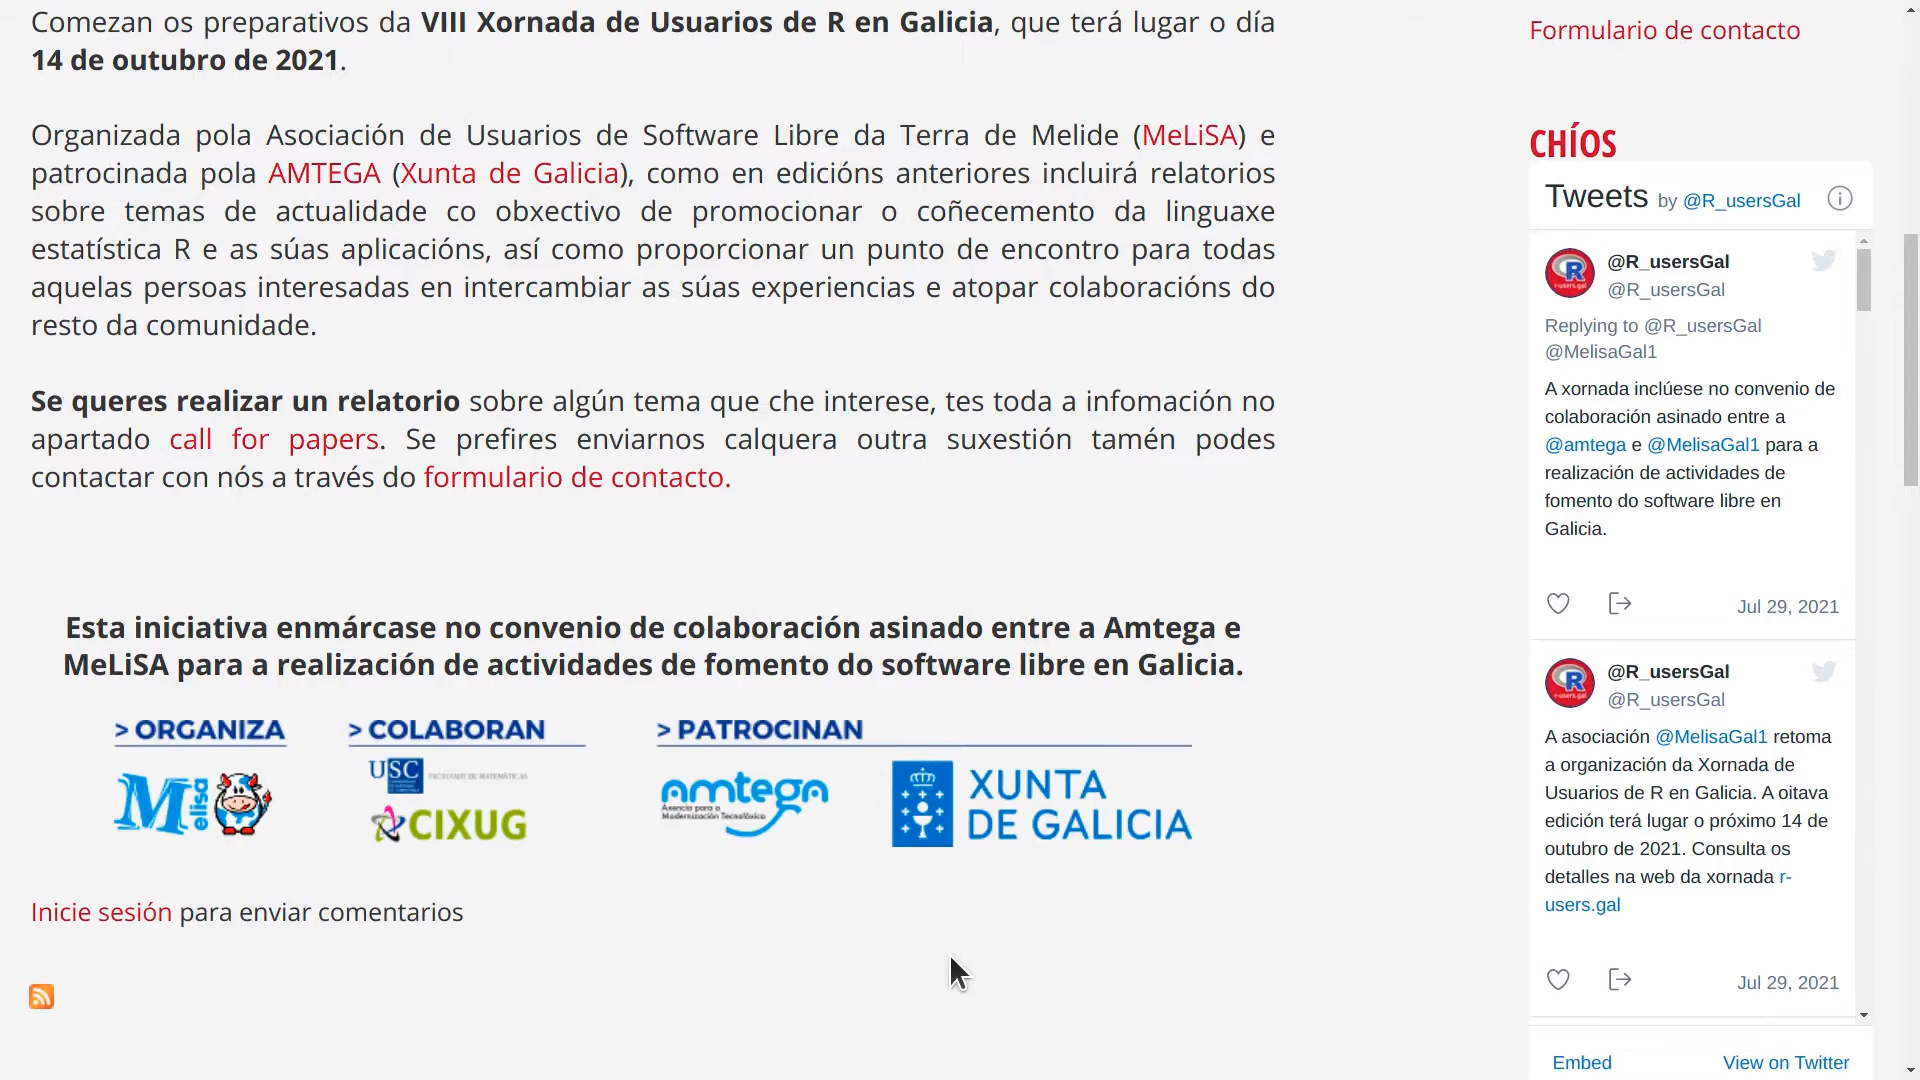 Comezan os preparativos da VIII Xornada de Usuarios de R en Galicia, que terá lugar o día
14 de outubro de 2021.
Organizada pola Asociación de Usuarios de Software Libre da Terra de Melide (MeLiSA) e
patrocinada pola AMTEGA (Xunta de Galicia), como en edicións anteriores incluirá relatorios
sobre temas de actualidade co obxectivo de promocionar o coñecemento da linguaxe
estatística R e as súas aplicacións, así como proporcionar un punto de encontro para todas
aquelas persoas interesadas en intercambiar as súas experiencias e atopar colaboracións do
resto da comunidade.
Se queres realizar un relatorio sobre algún tema que che interese, tes toda a infomación no
apartado call for papers. Se prefires enviarnos calquera outra suxestión tamén podes
contactar con nós a través do formulario de contacto.
Esta iniciativa enmárcase no convenio de colaboración asinado entre a Amtega e
MeLiSA para a realización de actividades de fomento do software libre en Galicia.
> ORGANIZA
> COLABORAN
> PATROCINAN
Melisa
USC
FACULTADE DE MATEMÁTICAS
CIXUG
amtega
Axencia para a
Modernización Tecnolóxica
XUNTA
DE GALICIA
Inicie sesión para enviar comentarios
Formulario de contacto
CHÍOS
Tweets by @R_usersGal
@R_usersGal
@R_usersGal
Replying to @R_usersGal
@MelisaGal1
A xornada inclúese no convenio de
colaboración asinado entre a
@amtega e @MelisaGal1 para a
realización de actividades de
fomento do software libre en
Galicia.
Jul 29, 2021
@R_usersGal
@R_usersGal
A asociación @MelisaGal1 retoma
a organización da Xornada de
Usuarios de R en Galicia. A oitava
edición terá lugar o próximo 14 de
outubro de 2021. Consulta os
detalles na web da xornada r-
users.gal
Jul 29, 2021
Embed
View on Twitter